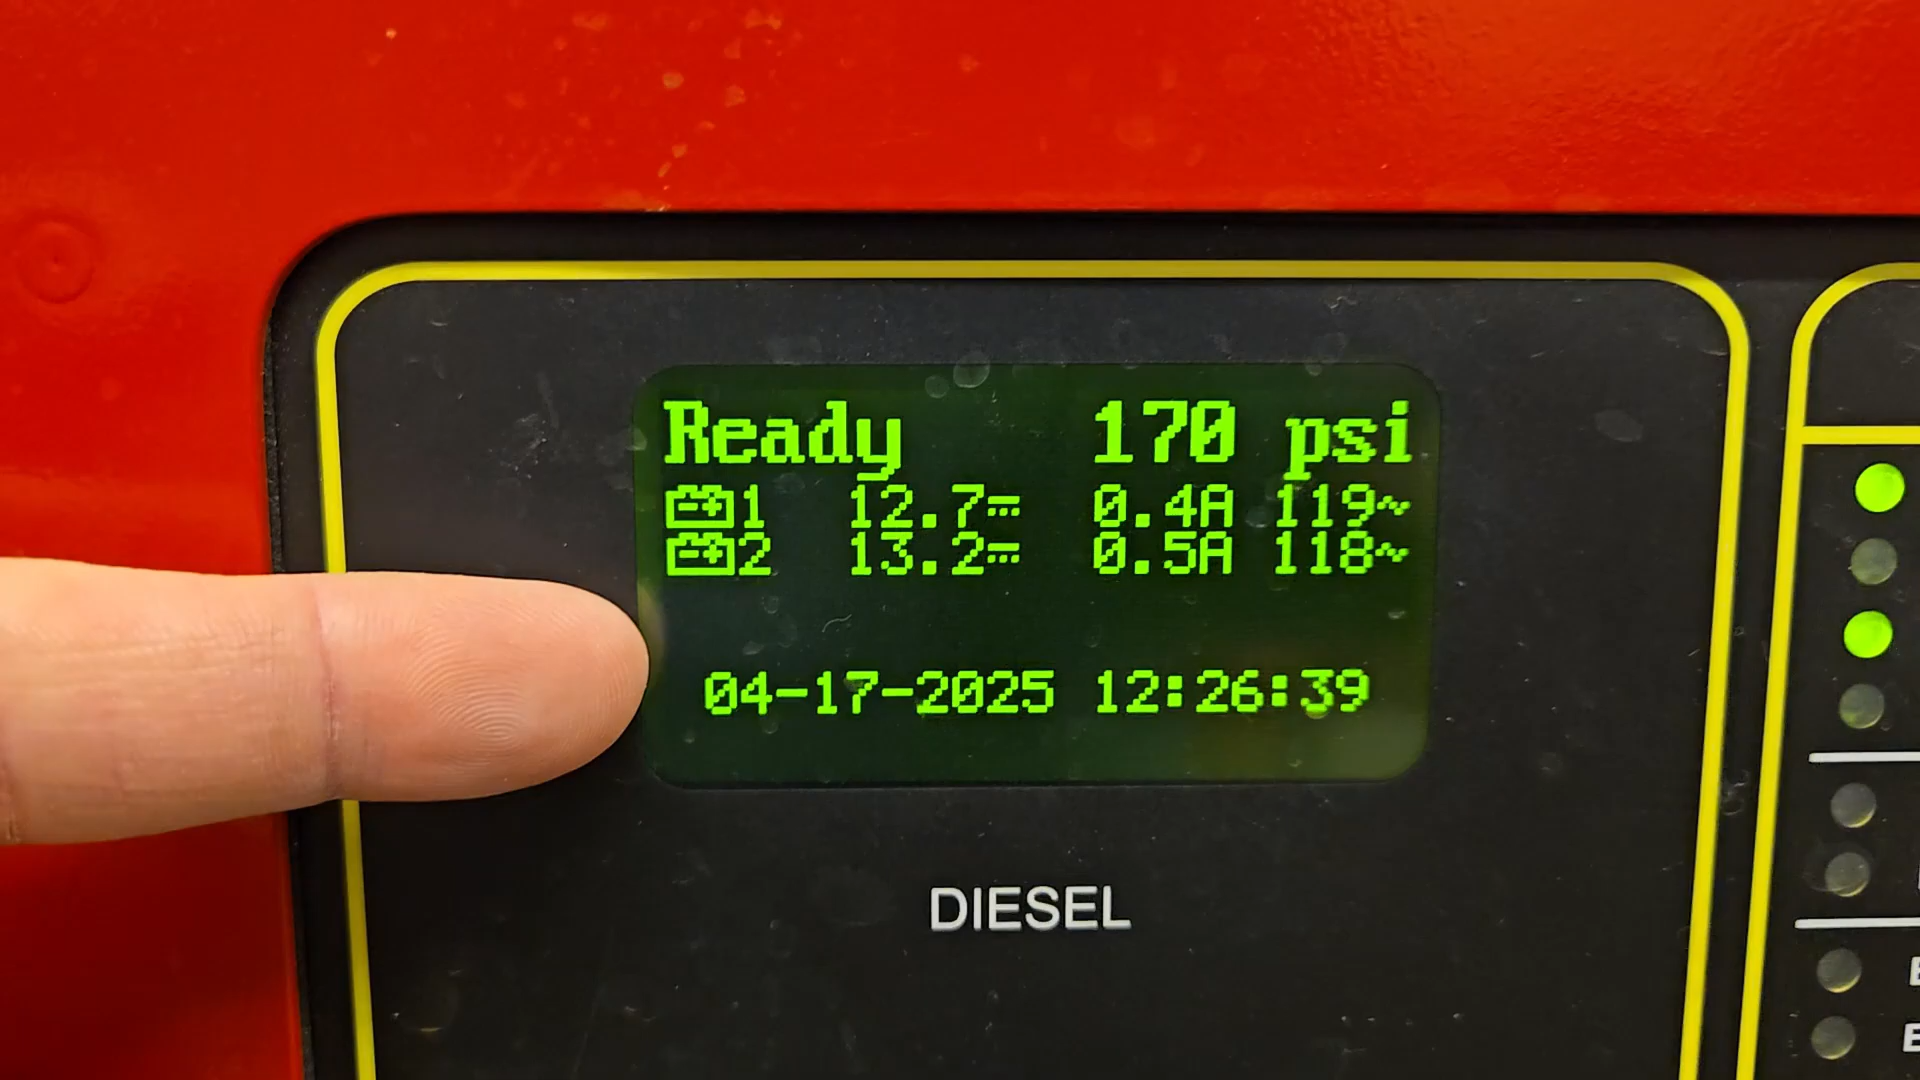 Ready 170 psi
1 12.7⎓ 0.4A 119~
2 13.2⎓ 0.5A 118~
04-17-2025 12:26:39
DIESEL